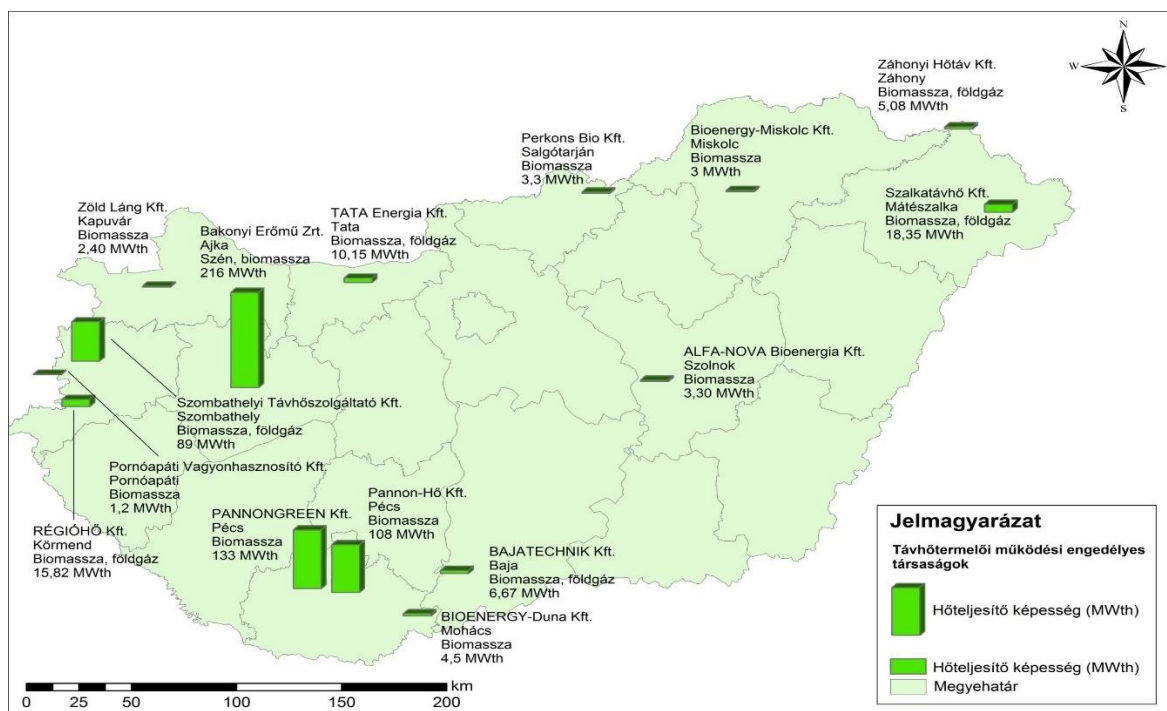 N
W
S
Záhonyi Hőtáv Kft.
Záhony
Biomassza, földgáz
5,08 MWth
Perkons Bio Kft.
Salgótarján
Biomassza
3,3 MWth
Bioenergy-Miskolc Kft.
Miskolc
Biomassza
3 MWth
Szalkatávhő Kft.
Mátészalka
Biomassza, földgáz
18,35 MWth
Zöld Láng Kft.
Kapuvár
Biomassza
2,40 MWth
Bakonyi Erőmű Zrt.
Ajka
Szén, biomassza
216 MWth
TATA Energia Kft.
Tata
Biomassza, földgáz
10,15 MWth
ALFA-NOVA Bioenergia Kft.
Szolnok
Biomassza
3,30 MWth
Szombathelyi Távhőszolgáltató Kft.
Szombathely
Biomassza, földgáz
89 MWth
Pornóapáti Vagyonhasznosító Kft.
Pornóapáti
Biomassza
1,2 MWth
RÉGIÓHŐ Kft.
Körmend
Biomassza, földgáz
15,82 MWth
PANNONGREEN Kft.
Pécs
Biomassza
133 MWth
Pannon-Hő Kft.
Pécs
Biomassza
108 MWth
BAJATECHNIK Kft.
Baja
Biomassza, földgáz
6,67 MWth
BIOENERGY-Duna Kft.
Mohács
Biomassza
4,5 MWth
Jelmagyarázat
Távhőtermelői működési engedélyes
társaságok
Hőteljesítő képesség (MWth)
Hőteljesítő képesség (MWth)
Megyehatár
km
0 25 50 100 150 200